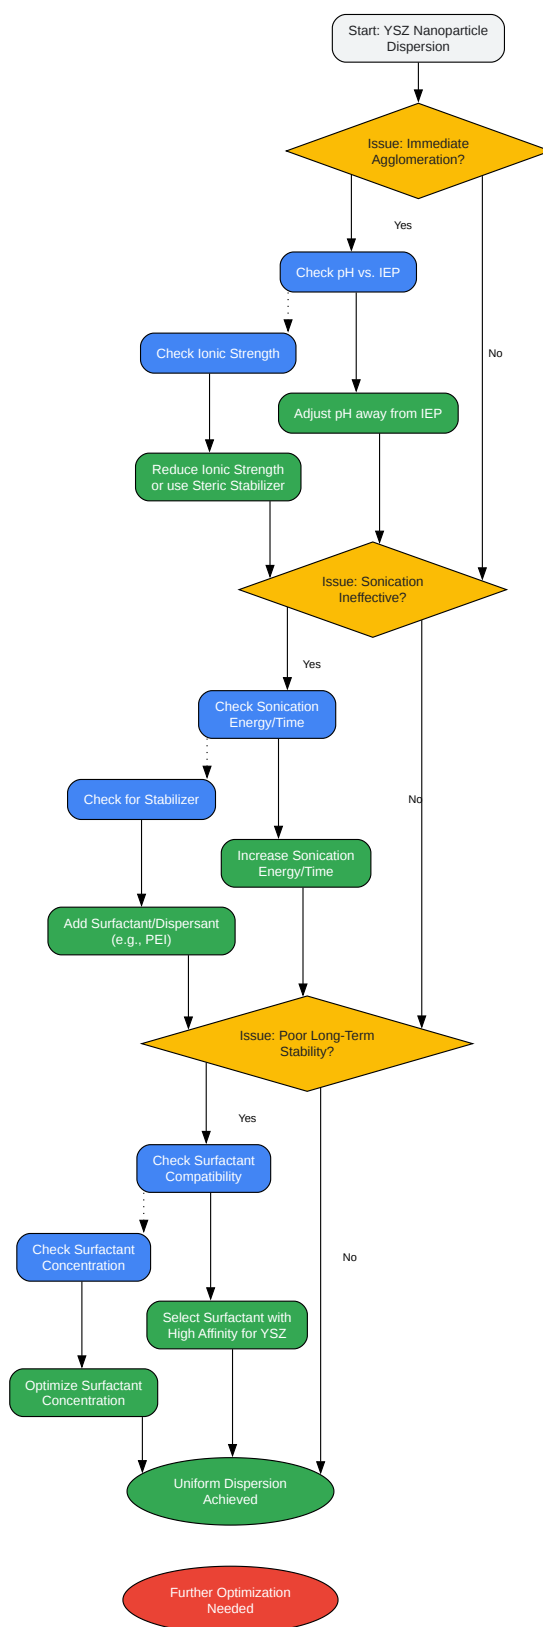 Start: YSZ Nanoparticle
Dispersion
Issue: Immediate
Agglomeration?
Yes
Check pH vs. IEP
No
Check Ionic Strength
Adjust pH away from IEP
Reduce Ionic Strength
or use Steric Stabilizer
Issue: Sonication
Ineffective?
Yes
Check Sonication
Energy/Time
No
Check for Stabilizer
Increase Sonication
Energy/Time
Add Surfactant/Dispersant
(e.g., PEI)
Issue: Poor Long-Term
Stability?
Yes
Check Surfactant
Compatibility
No
Check Surfactant
Concentration
Select Surfactant with
High Affinity for YSZ
Optimize Surfactant
Concentration
Uniform Dispersion
Achieved
Further Optimization
Needed